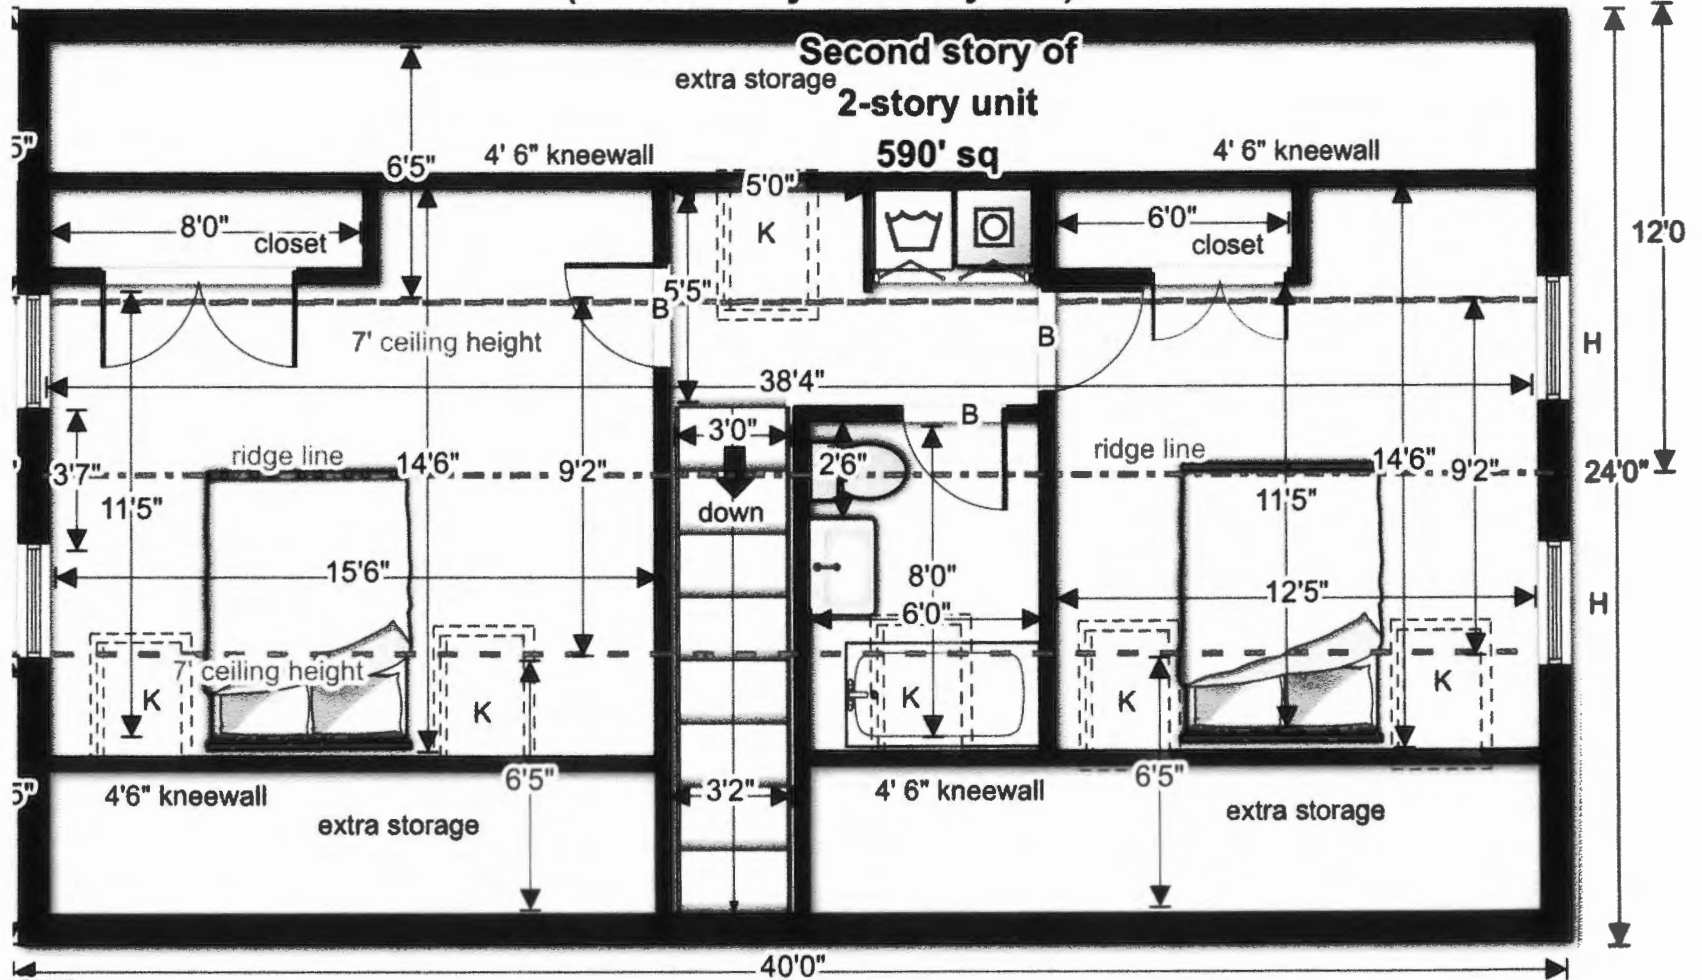 Second story of
extra storage
2-story unit
590' sq
12'0
5"
6'5"
4' 6" kneewall
4' 6" kneewall
8'0"
closet
5'0"
K
6'0"
closet
5'5"
B
B
H
7' ceiling height
38'4"
3'0"
B
ridge line
14'6"
9'2"
2'6"
ridge line
14'6"
9'2"
24'0"
3'7"
11'5"
down
11'5"
15'6"
8'0"
6'0"
12'5"
H
7' ceiling height
K
K
K
K
K
6'5"
3'2"
6'5"
5"
4'6" kneewall
4' 6" kneewall
extra storage
extra storage
40'0"